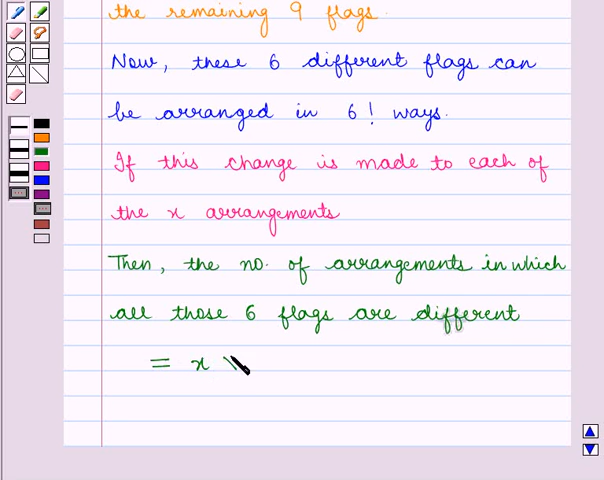 the remaining 9 flags.
Now, these 6 different flags can
be arranged in 6! ways.
If this change is made to each of
the x arrangements
Then, the no. of arrangements in which
all those 6 flags are different
= x